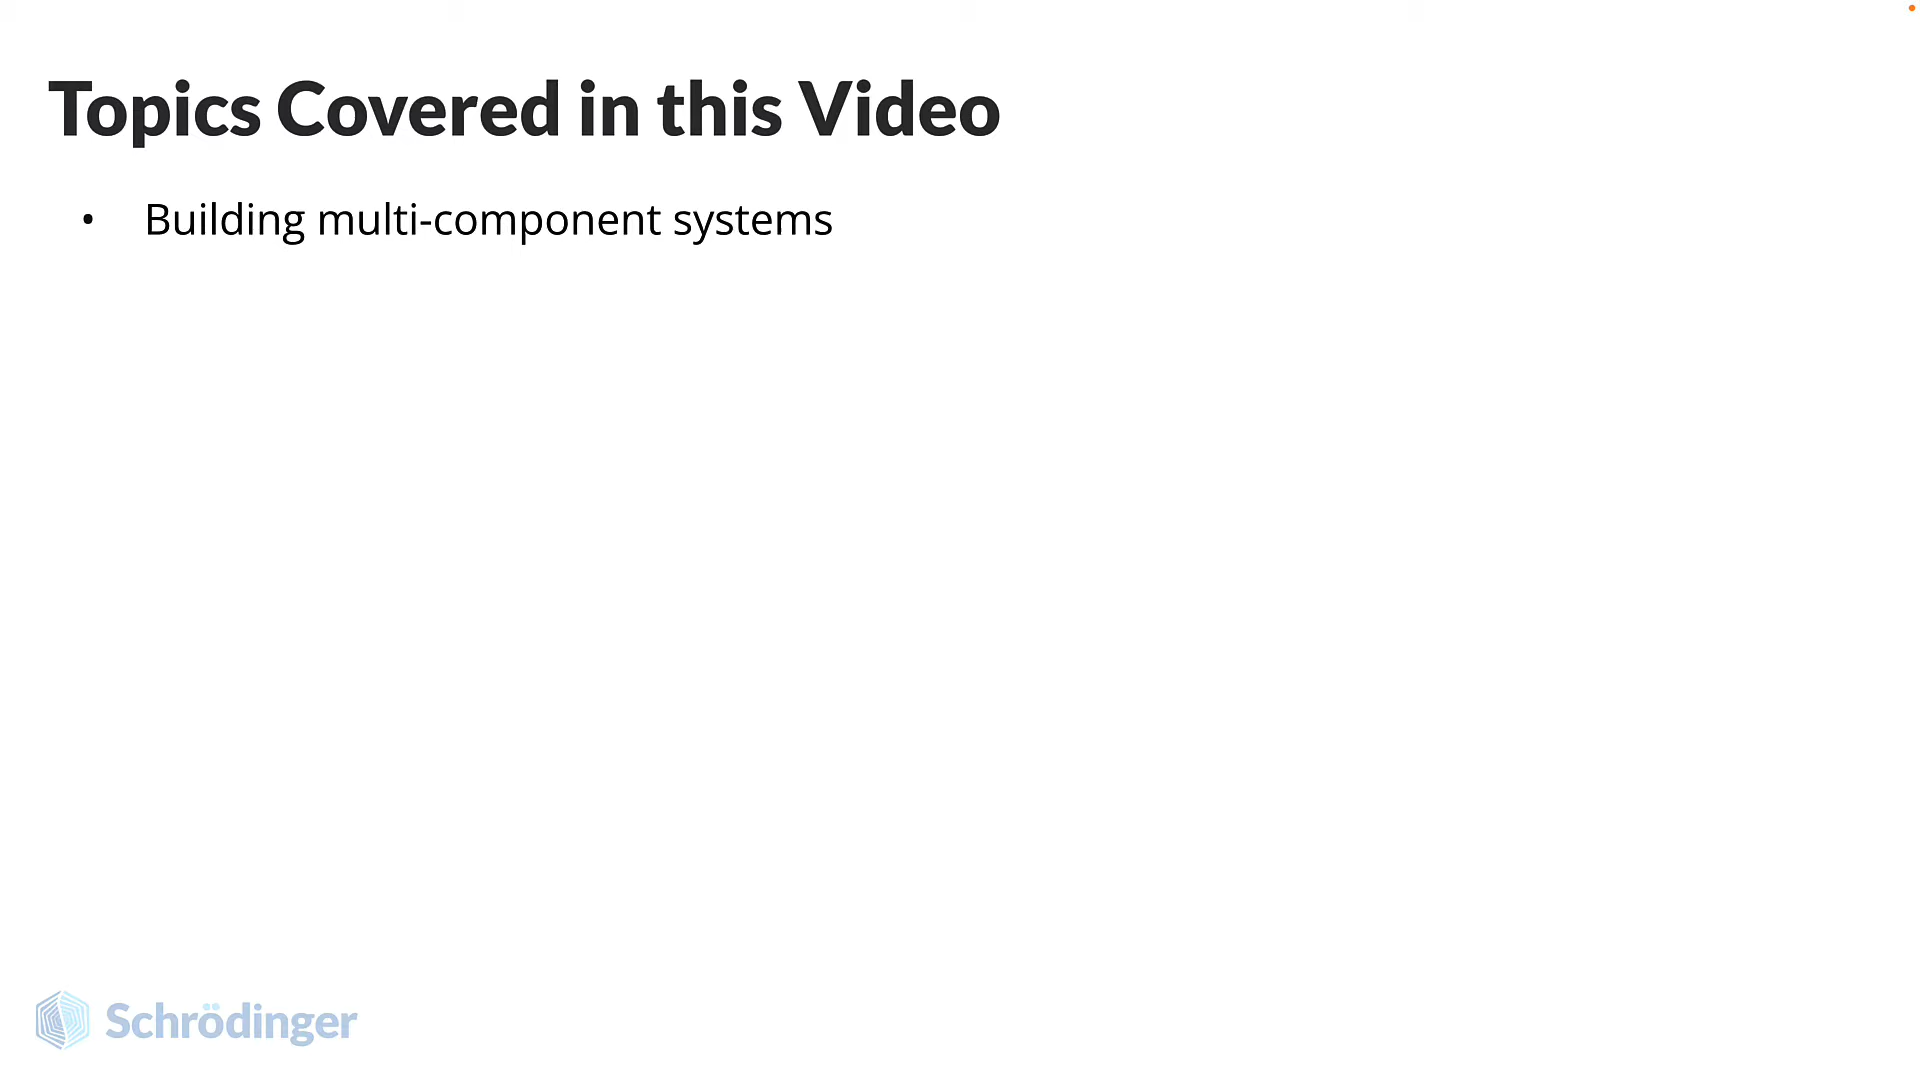 Topics Covered in this Video
• Building multi-component systems
Schrödinger